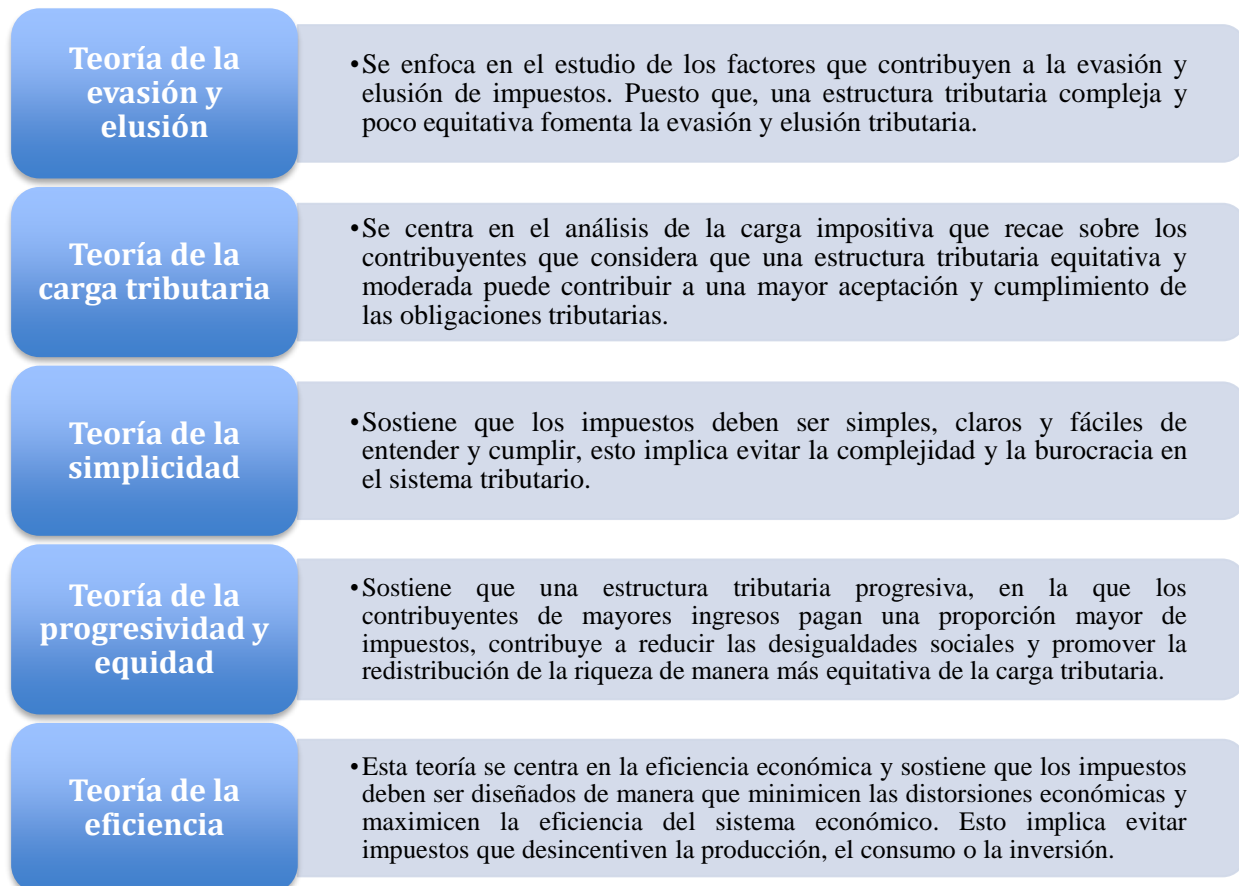 Teoría de la
evasión y
elusión
•Se enfoca en el estudio de los factores que contribuyen a la evasión y
elusión de impuestos. Puesto que, una estructura tributaria compleja y
poco equitativa fomenta la evasión y elusión tributaria.
Teoría de la
carga tributaria
•Se centra en el análisis de la carga impositiva que recae sobre los
contribuyentes que considera que una estructura tributaria equitativa y
moderada puede contribuir a una mayor aceptación y cumplimiento de
las obligaciones tributarias.
Teoría de la
simplicidad
•Sostiene que los impuestos deben ser simples, claros y fáciles de
entender y cumplir, esto implica evitar la complejidad y la burocracia en
el sistema tributario.
Teoría de la
progresividad y
equidad
•Sostiene que una estructura tributaria progresiva, en la que los
contribuyentes de mayores ingresos pagan una proporción mayor de
impuestos, contribuye a reducir las desigualdades sociales y promover la
redistribución de la riqueza de manera más equitativa de la carga tributaria.
Teoría de la
eficiencia
•Esta teoría se centra en la eficiencia económica y sostiene que los impuestos
deben ser diseñados de manera que minimicen las distorsiones económicas y
maximicen la eficiencia del sistema económico. Esto implica evitar
impuestos que desincentiven la producción, el consumo o la inversión.